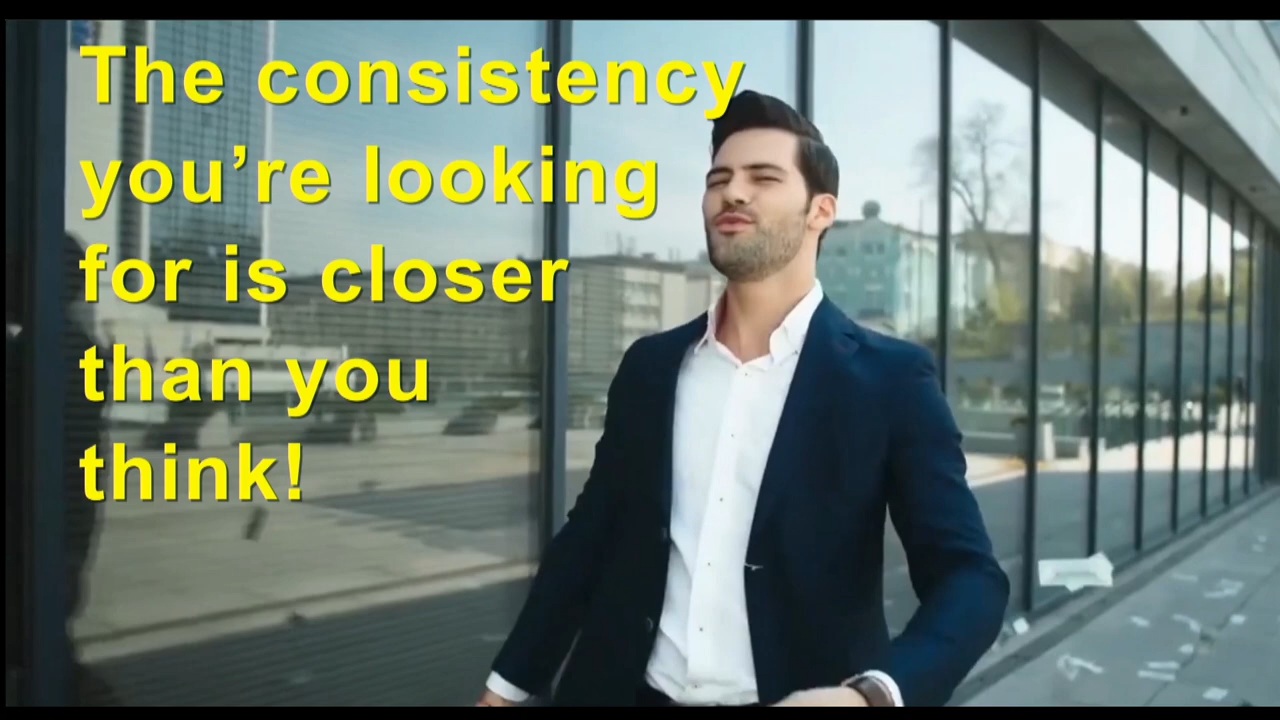 The consistency
you’re looking
for is closer
than you
think!